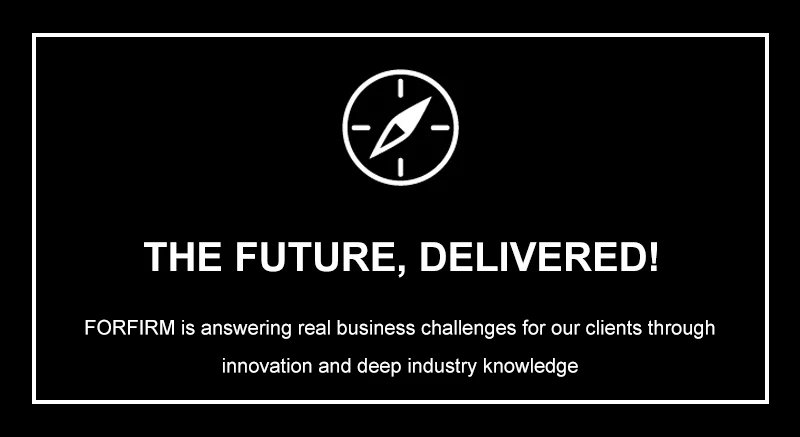 THE FUTURE, DELIVERED!
FORFIRM is answering real business challenges for our clients through
innovation and deep industry knowledge